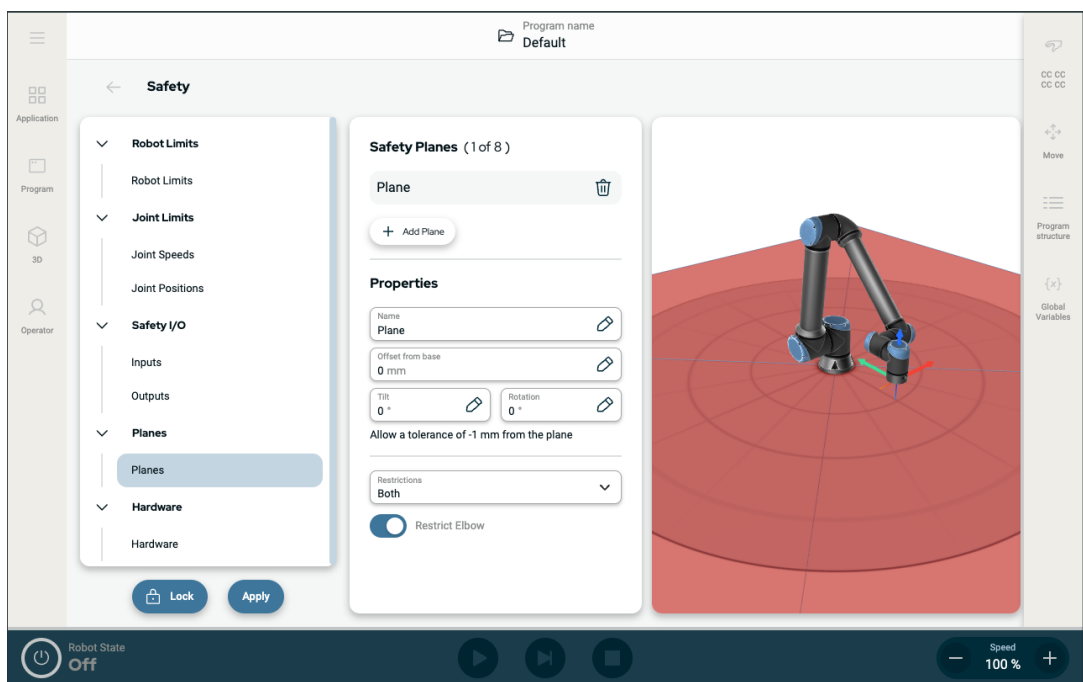 Program name
Default
Safety
Application
Program
3D
Operator
Robot Limits
Robot Limits
Joint Limits
Joint Speeds
Joint Positions
Safety I/O
Inputs
Outputs
Planes
Planes
Hardware
Hardware
Lock
Apply
Safety Planes (1 of 8)
Plane
+ Add Plane
Properties
Name
Plane
Offset from base
0 mm
Tilt
0 °
Rotation
0 °
Allow a tolerance of -1 mm from the plane
Restrictions
Both
Restrict Elbow
CC CC
CC CC
Move
Program
structure
{x}
Global
Variables
Robot State
Off
Speed
− 100 % +